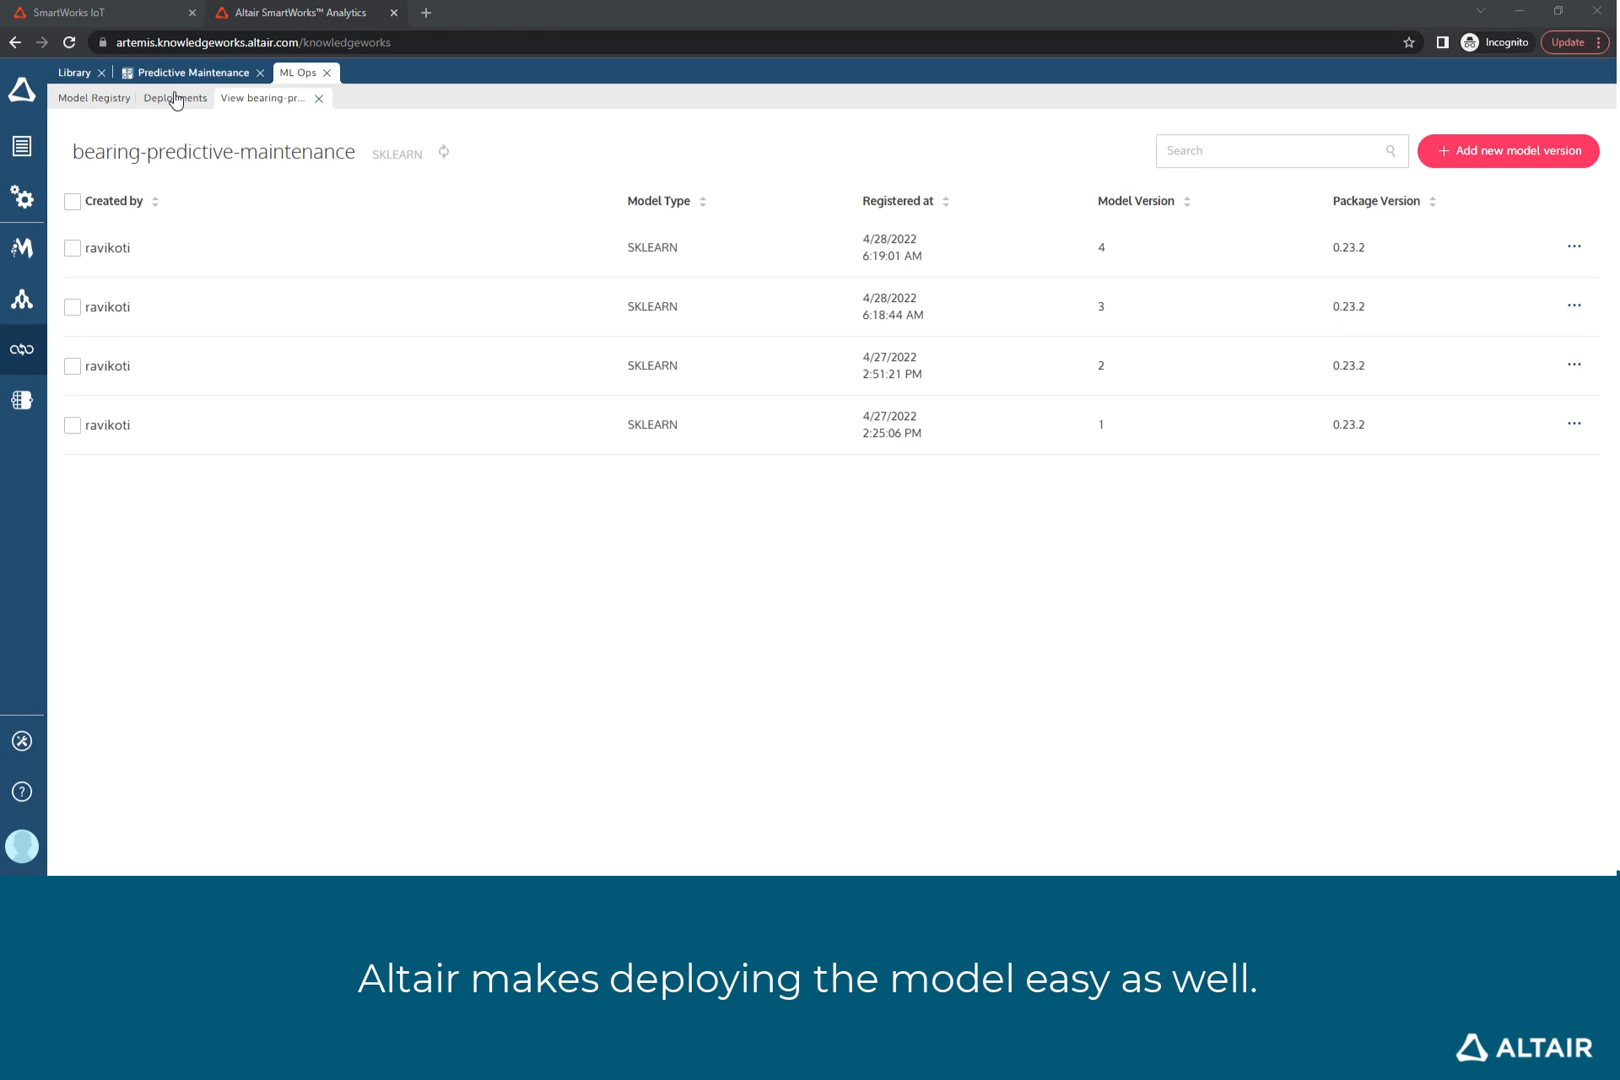 SmartWorks IoT
Altair SmartWorks™ Analytics
artemis.knowledgeworks.altair.com/knowledgeworks
Incognito
Update
Library
Predictive Maintenance
ML Ops
Model Registry
Deployments
View bearing-pr...
bearing-predictive-maintenance SKLEARN
Search
+ Add new model version
Created by Model Type Registered at Model Version Package Version
ravikoti SKLEARN 4/28/2022 6:19:01 AM 4 0.23.2 ...
ravikoti SKLEARN 4/28/2022 6:18:44 AM 3 0.23.2 ...
ravikoti SKLEARN 4/27/2022 2:51:21 PM 2 0.23.2 ...
ravikoti SKLEARN 4/27/2022 2:25:06 PM 1 0.23.2 ...
Altair makes deploying the model easy as well.
ALTAIR